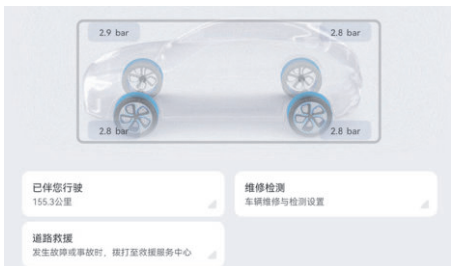 2.9 bar
2.8 bar
2.8 bar
2.8 bar
已伴您行驶
155.3公里
维修检测
车辆维修与检测设置
道路救援
发生故障或事故时，拨打至救援服务中心